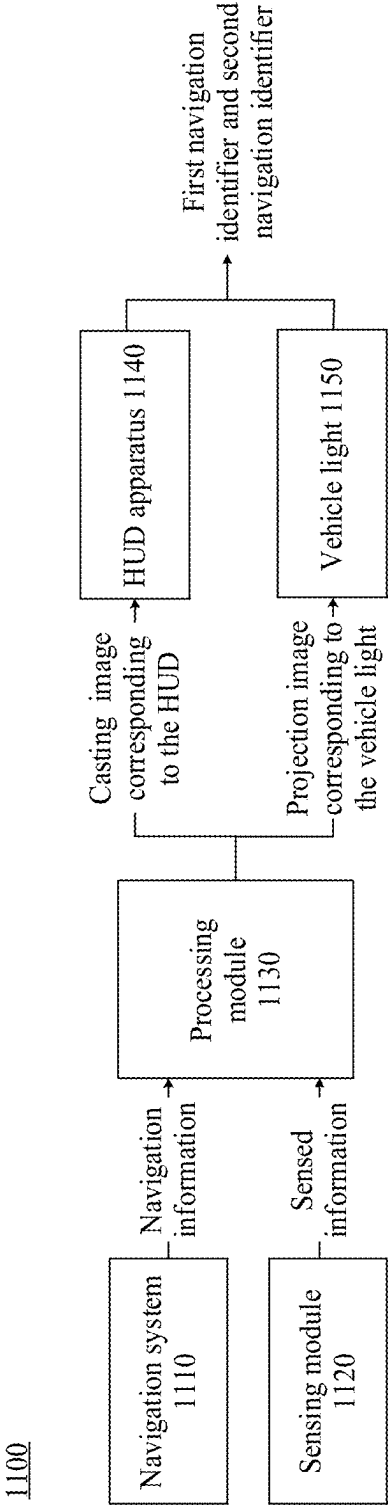 1100
Navigation system
1110
Sensing module
1120
Navigation
information
Sensed
information
Processing
module
1130
Casting image
corresponding
to the HUD
Projection image
corresponding to
the vehicle light
HUD apparatus 1140
Vehicle light 1150
First navigation
identifier and second
navigation identifier